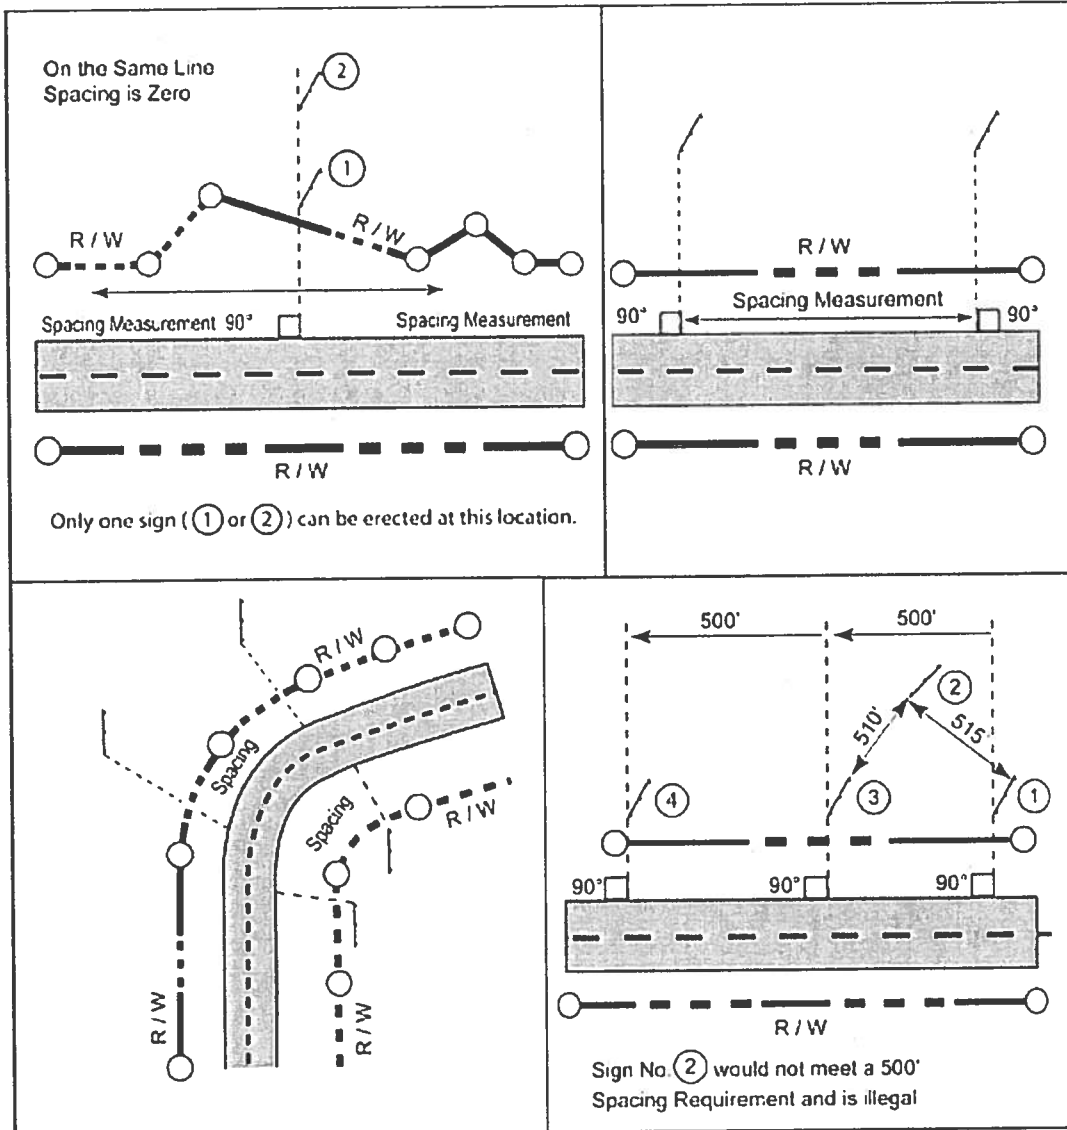 On the Same Line
Spacing is Zero
2
1
R / W
R / W
Spacing Measurement 90° Spacing Measurement
R / W
Only one sign ( 1 or 2 ) can be erected at this location.
R / W
Spacing Measurement
90° 90°
R / W
R / W
Spacing
Spacing
R / W
R / W
R / W
500' 500'
2
510' 515'
4 3 1
90° 90° 90°
R / W
Sign No. 2 would not meet a 500'
Spacing Requirement and is illegal